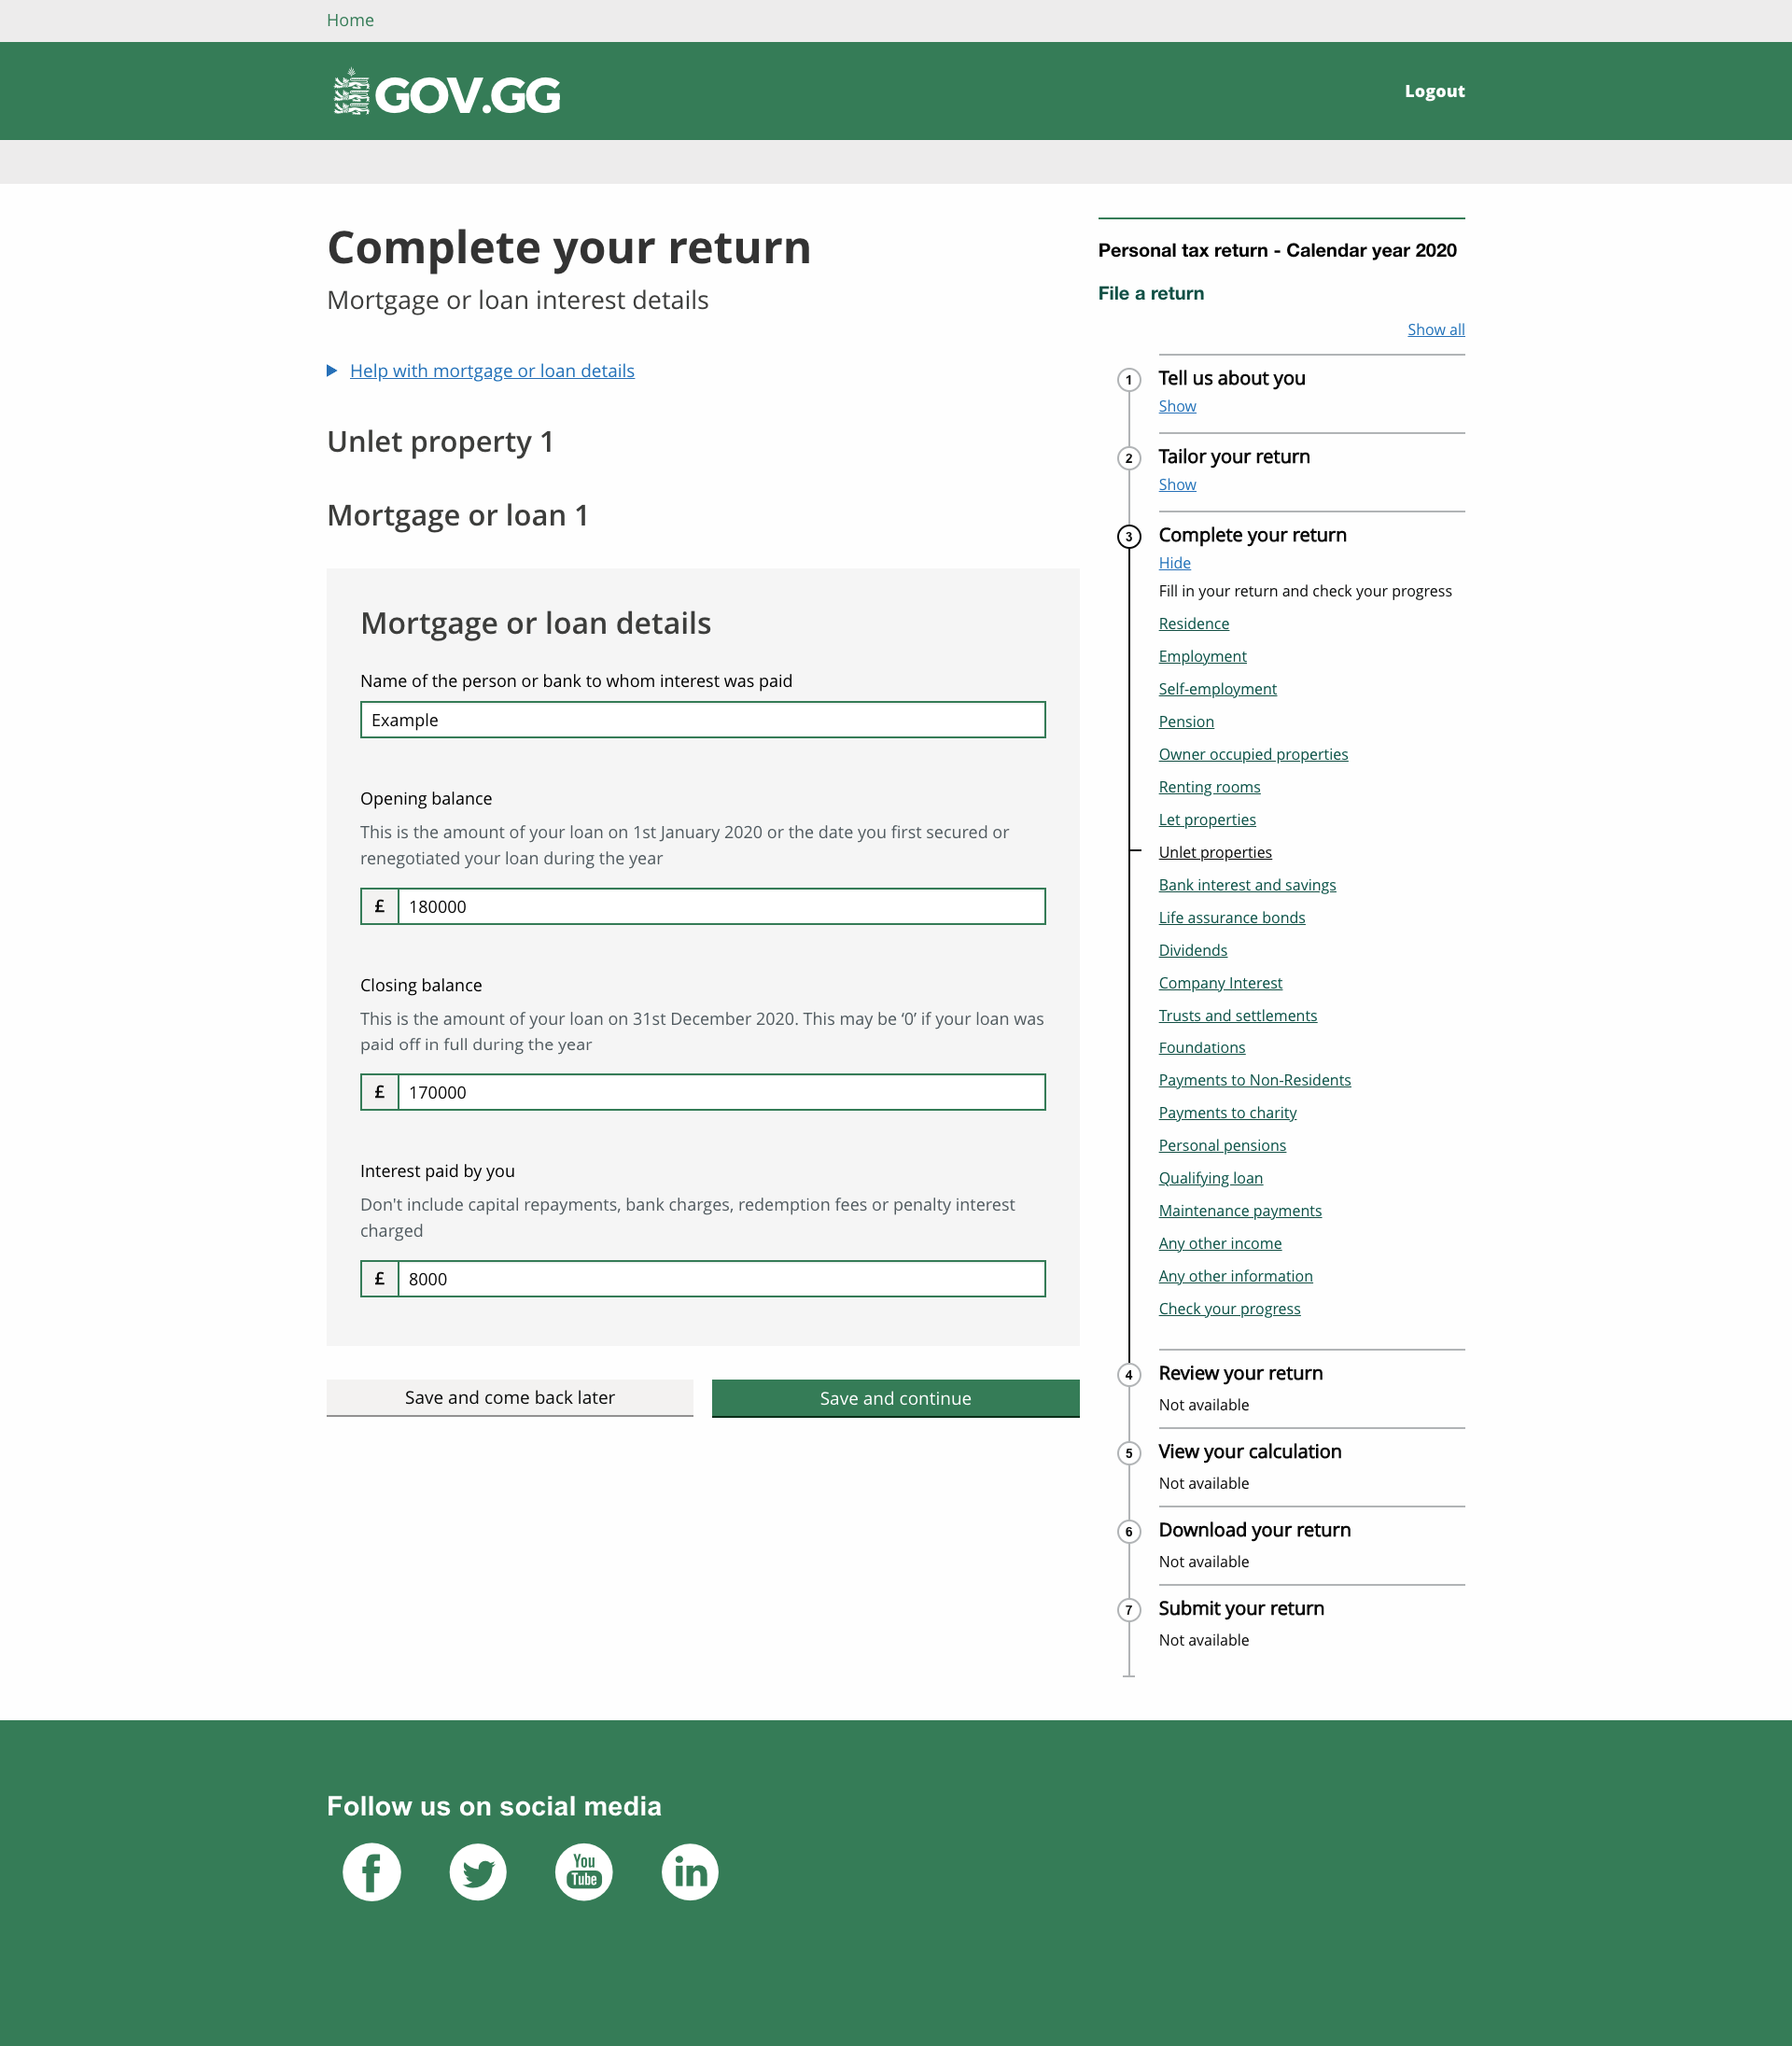 Home
GOV.GG
Logout
Complete your return
Mortgage or loan interest details
Help with mortgage or loan details
Unlet property 1
Mortgage or loan 1
Mortgage or loan details
Name of the person or bank to whom interest was paid
Example
Opening balance
This is the amount of your loan on 1st January 2020 or the date you first secured or
renegotiated your loan during the year
£ 180000
Closing balance
This is the amount of your loan on 31st December 2020. This may be ‘0’ if your loan was
paid off in full during the year
£ 170000
Interest paid by you
Don't include capital repayments, bank charges, redemption fees or penalty interest
charged
£ 8000
Save and come back later
Save and continue
Personal tax return - Calendar year 2020
File a return
Show all
1 Tell us about you
Show
2 Tailor your return
Show
3 Complete your return
Hide
Fill in your return and check your progress
Residence
Employment
Self-employment
Pension
Owner occupied properties
Renting rooms
Let properties
Unlet properties
Bank interest and savings
Life assurance bonds
Dividends
Company Interest
Trusts and settlements
Foundations
Payments to Non-Residents
Payments to charity
Personal pensions
Qualifying loan
Maintenance payments
Any other income
Any other information
Check your progress
4 Review your return
Not available
5 View your calculation
Not available
6 Download your return
Not available
7 Submit your return
Not available
Follow us on social media
f
You
Tube
in